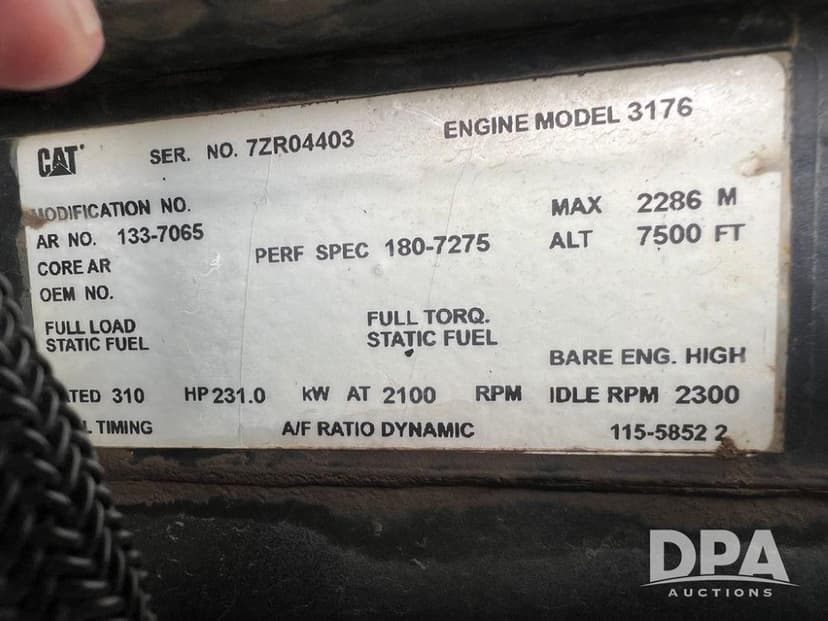 CAT SER. NO. 7ZR04403 ENGINE MODEL 3176
MODIFICATION NO. MAX 2286 M
AR NO. 133-7065 PERF SPEC 180-7275 ALT 7500 FT
CORE AR
OEM NO.
FULL LOAD FULL TORQ.
STATIC FUEL STATIC FUEL
BARE ENG. HIGH
ATED 310 HP 231.0 kW AT 2100 RPM IDLE RPM 2300
L TIMING A/F RATIO DYNAMIC 115-5852 2
DPA
AUCTIONS